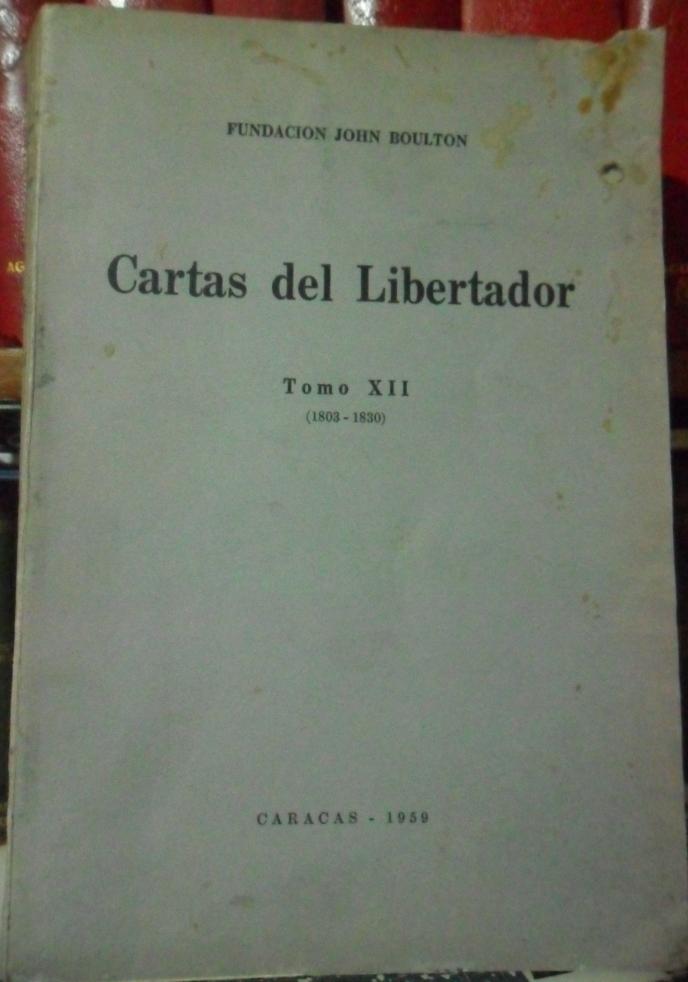 FUNDACION JOHN BOULTON
Cartas del Libertador
Tomo XII
(1803 - 1830)
CARACAS - 1959